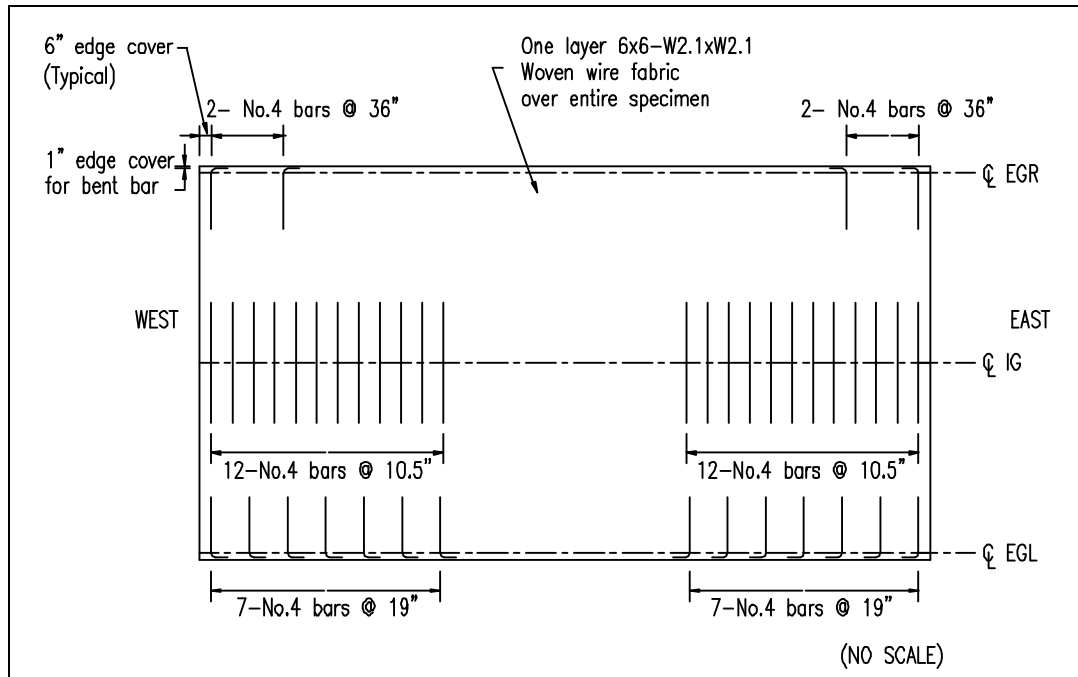 6" edge cover
(Typical)
One layer 6x6-W2.1xW2.1
Woven wire fabric
over entire specimen
2- No.4 bars @ 36"
2- No.4 bars @ 36"
1" edge cover
for bent bar
℄ EGR
WEST
EAST
℄ IG
12-No.4 bars @ 10.5"
12-No.4 bars @ 10.5"
℄ EGL
7-No.4 bars @ 19"
7-No.4 bars @ 19"
(NO SCALE)